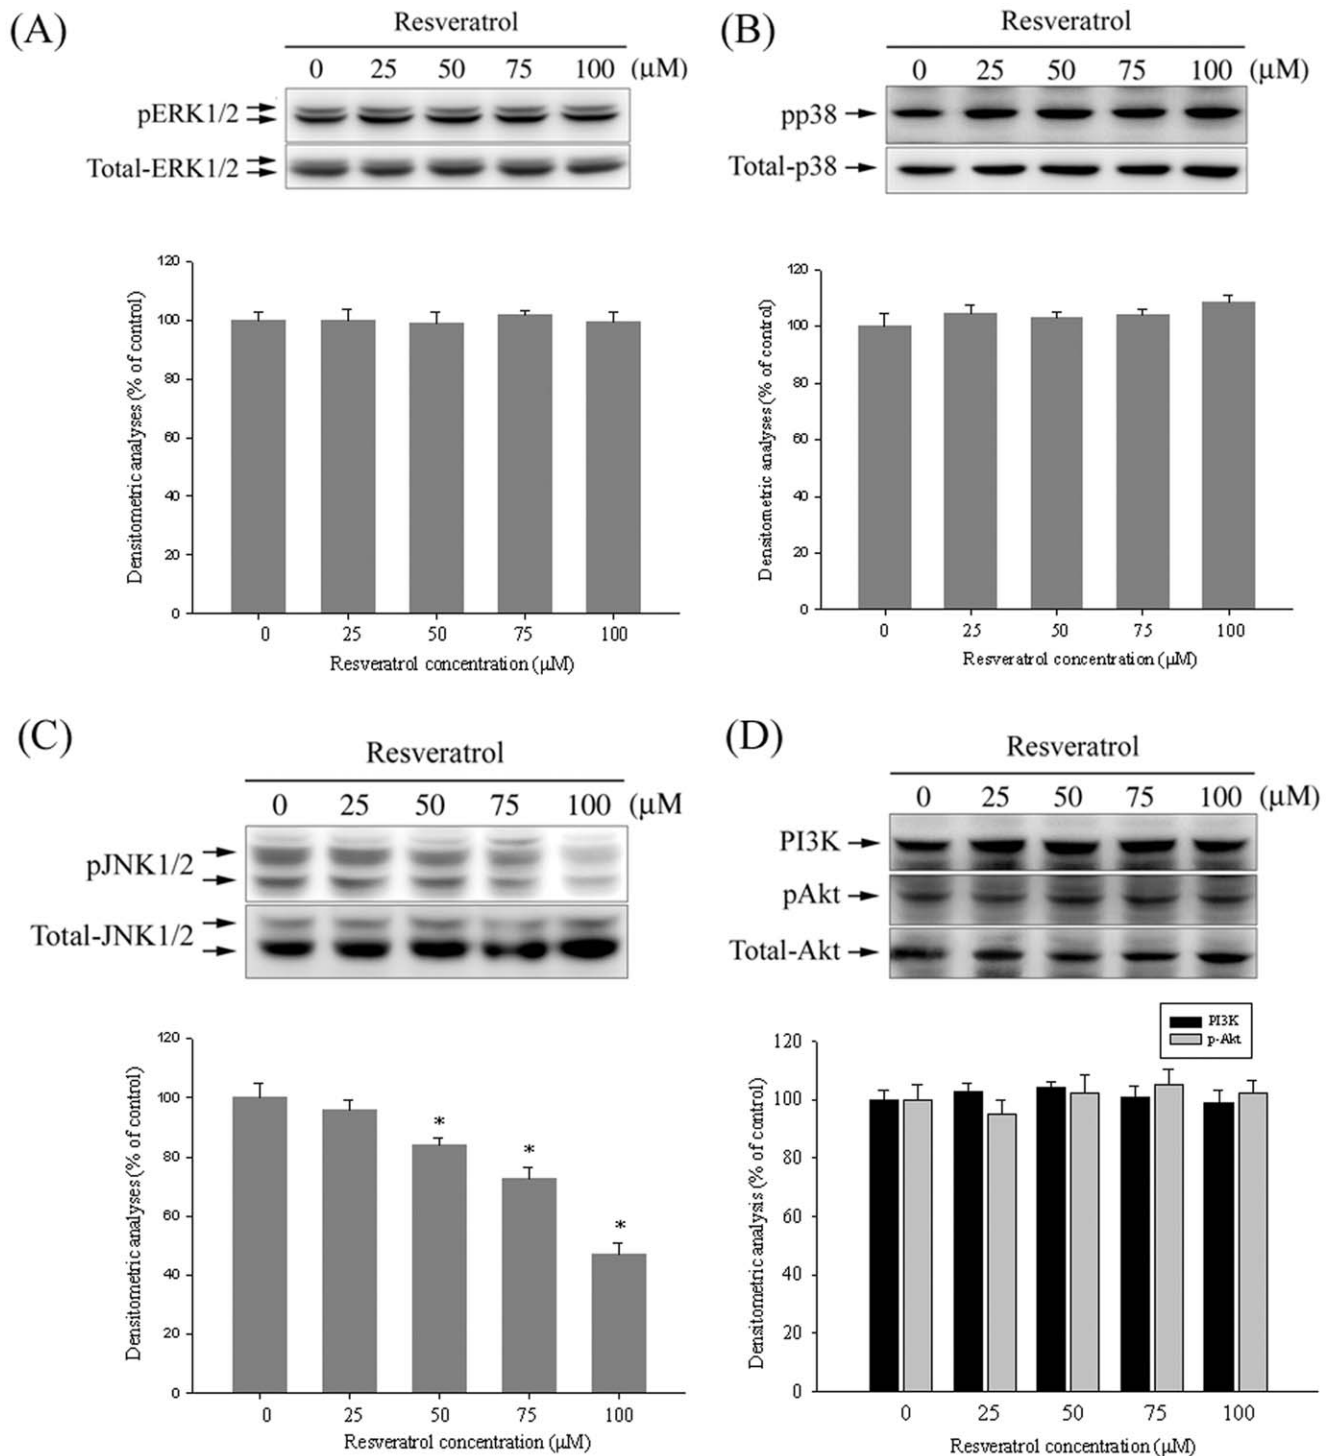 (A)
Resveratrol
0 25 50 75 100 (μM)
pERK1/2
Total-ERK1/2
120
100
80
60
40
20
0
Densitometric analyses (% of control)
0 25 50 75 100
Resveratrol concentration (μM)
(B)
Resveratrol
0 25 50 75 100 (μM)
pp38
Total-p38
120
100
80
60
40
20
0
Densitometric analyses (% of control)
0 25 50 75 100
Resveratrol concentration (μM)
(C)
Resveratrol
0 25 50 75 100 (μM
pJNK1/2
Total-JNK1/2
120
100
80
60
40
20
0
Densitometric analyses (% of control)
*
*
*
0 25 50 75 100
Resveratrol concentration (μM)
(D)
Resveratrol
0 25 50 75 100 (μM)
PI3K
pAkt
Total-Akt
PI3K
p-Akt
120
100
80
60
40
20
0
Densitometric analysis (% of control)
0 25 50 75 100
Resveratrol concentration (μM)